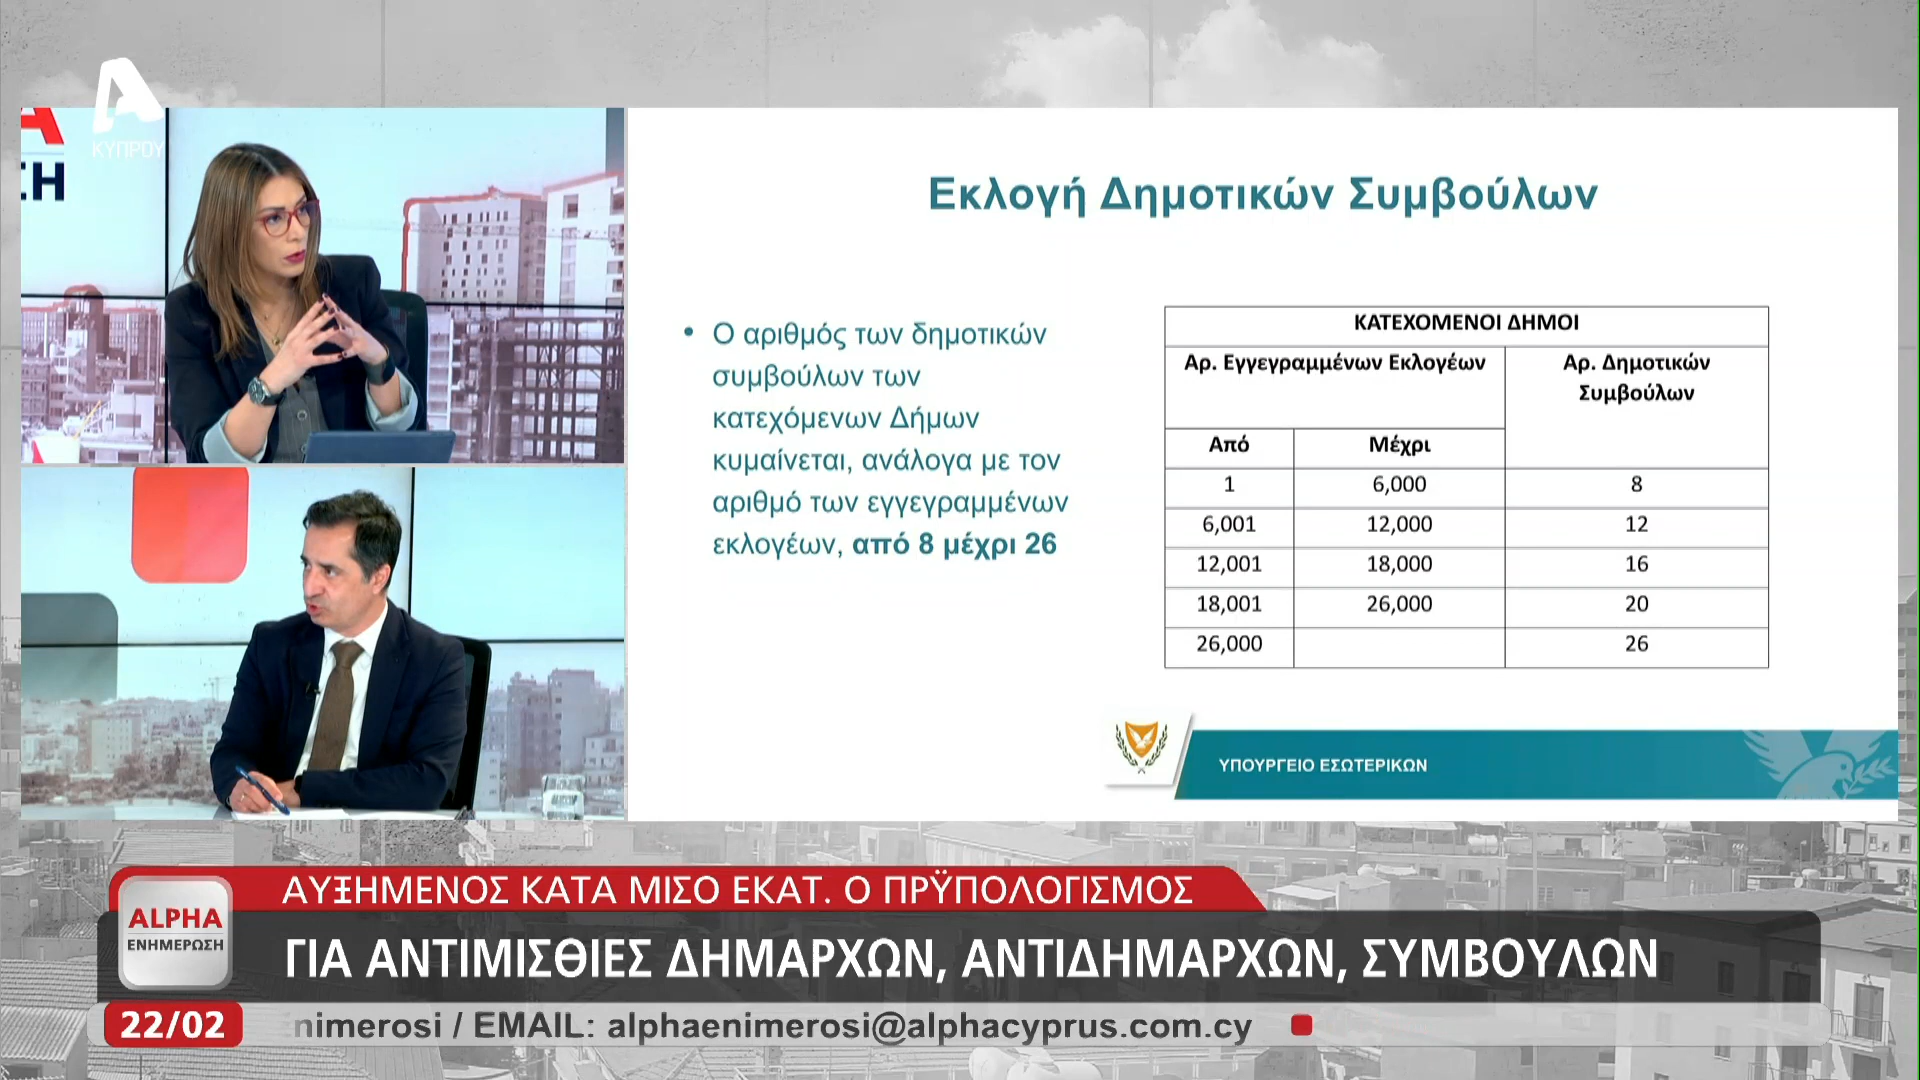 ΚΥΠΡΟΥ
Εκλογή Δημοτικών Συμβούλων
• Ο αριθμός των δημοτικών
συμβούλων των
κατεχόμενων Δήμων
κυμαίνεται, ανάλογα με τον
αριθμό των εγγεγραμμένων
εκλογέων, από 8 μέχρι 26
ΚΑΤΕΧΟΜΕΝΟΙ ΔΗΜΟΙ
Αρ. Εγγεγραμμένων Εκλογέων
Αρ. Δημοτικών
Συμβούλων
Από Μέχρι
1 6,000 8
6,001 12,000 12
12,001 18,000 16
18,001 26,000 20
26,000 26
ΥΠΟΥΡΓΕΙΟ ΕΣΩΤΕΡΙΚΩΝ
ΑΥΞΗΜΕΝΟΣ ΚΑΤΑ ΜΙΣΟ ΕΚΑΤ. Ο ΠΡΫΠΟΛΟΓΙΣΜΟΣ
ALPHA
ΕΝΗΜΕΡΩΣΗ
ΓΙΑ ΑΝΤΙΜΙΣΘΙΕΣ ΔΗΜΑΡΧΩΝ, ΑΝΤΙΔΗΜΑΡΧΩΝ, ΣΥΜΒΟΥΛΩΝ
22/02
nimerosi / EMAIL: alphaenimerosi@alphacyprus.com.cy